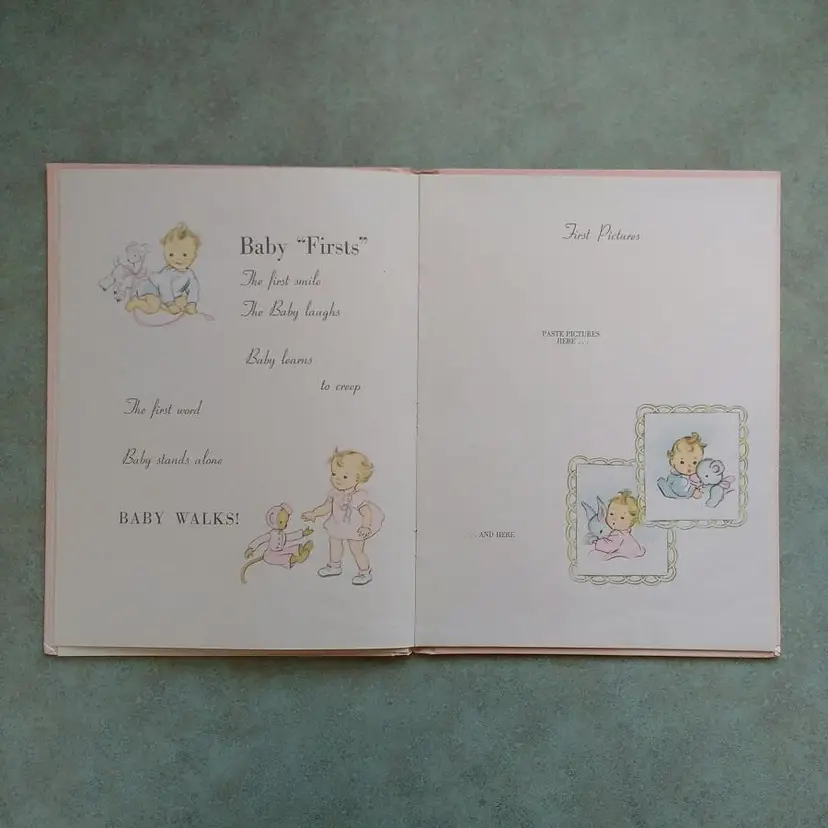 Baby “Firsts”
The first smile
The Baby laughs
Baby learns
to creep
The first word
Baby stands alone
BABY WALKS!
First Pictures
PASTE PICTURES
HERE . . .
. . . AND HERE